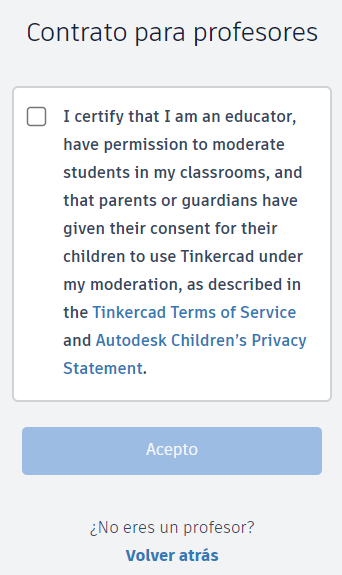 Contrato para profesores
I certify that I am an educator,
have permission to moderate
students in my classrooms, and
that parents or guardians have
given their consent for their
children to use Tinkercad under
my moderation, as described in
the Tinkercad Terms of Service
and Autodesk Children’s Privacy
Statement.
Acepto
¿No eres un profesor?
Volver atrás